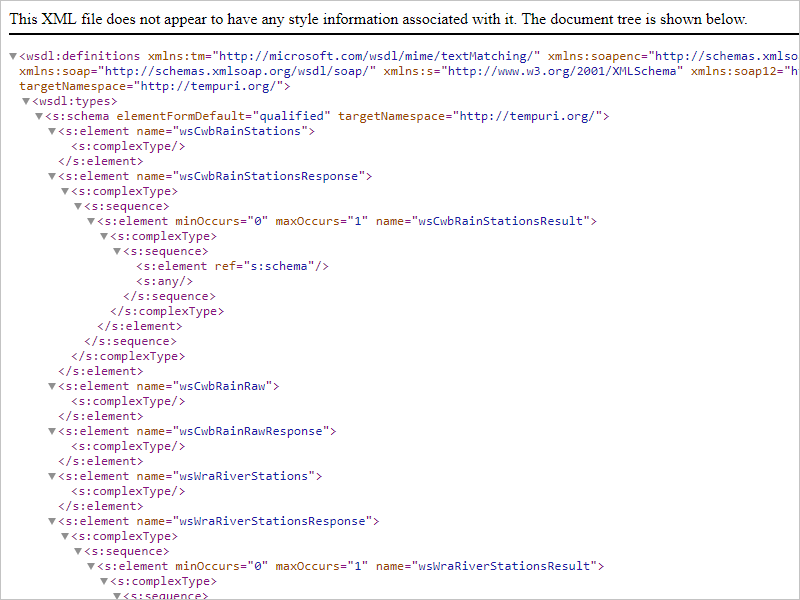 This XML file does not appear to have any style information associated with it. The document tree is shown below.
▼<wsdl:definitions xmlns:tm="http://microsoft.com/wsdl/mime/textMatching/" xmlns:soapenc="http://schemas.xmlso
xmlns:soap="http://schemas.xmlsoap.org/wsdl/soap/" xmlns:s="http://www.w3.org/2001/XMLSchema" xmlns:soap12="h
targetNamespace="http://tempuri.org/">
▼<wsdl:types>
▼<s:schema elementFormDefault="qualified" targetNamespace="http://tempuri.org/">
▼<s:element name="wsCwbRainStations">
<s:complexType/>
</s:element>
▼<s:element name="wsCwbRainStationsResponse">
▼<s:complexType>
▼<s:sequence>
▼<s:element minOccurs="0" maxOccurs="1" name="wsCwbRainStationsResult">
▼<s:complexType>
▼<s:sequence>
<s:element ref="s:schema"/>
<s:any/>
</s:sequence>
</s:complexType>
</s:element>
</s:sequence>
</s:complexType>
</s:element>
▼<s:element name="wsCwbRainRaw">
<s:complexType/>
</s:element>
▼<s:element name="wsCwbRainRawResponse">
<s:complexType/>
</s:element>
▼<s:element name="wsWraRiverStations">
<s:complexType/>
</s:element>
▼<s:element name="wsWraRiverStationsResponse">
▼<s:complexType>
▼<s:sequence>
▼<s:element minOccurs="0" maxOccurs="1" name="wsWraRiverStationsResult">
▼<s:complexType>
▼<s:sequence>